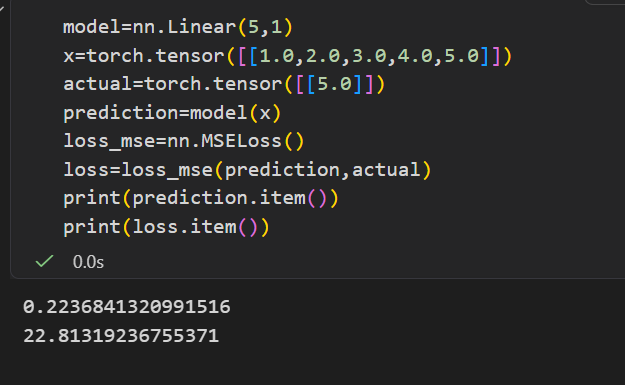 model=nn.Linear(5,1)
x=torch.tensor([[1.0,2.0,3.0,4.0,5.0]])
actual=torch.tensor([[5.0]])
prediction=model(x)
loss_mse=nn.MSELoss()
loss=loss_mse(prediction,actual)
print(prediction.item())
print(loss.item())
0.0s
0.2236841320991516
22.81319236755371